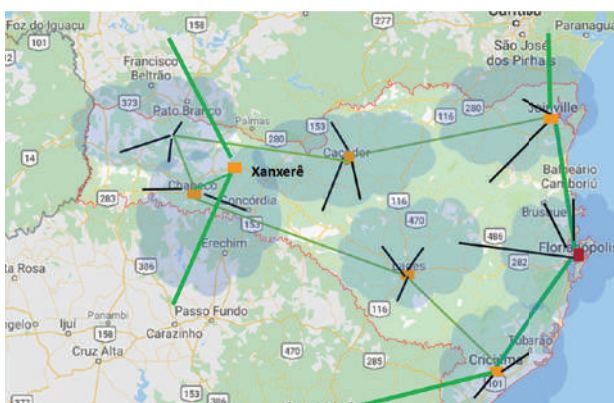 Foz do Iguaçu
158
277
Curitiba
Paranaguá
101
São José
dos Pinhais
Francisco
Beltrão
373
Pato Branco
Palmas
153
280
116
280
Joinville
14
Caçador
Xanxerê
Balneário
Camboriú
283
Chapecó
Concórdia
153
116
470
Brusque
486
Florianópolis
282
Erechim
386
Lages
ta Rosa
116
Passo Fundo
Panambi
ngelo
Ijuí
158
Carazinho
Tubarão
Cruz Alta
470
285
Criciúma
101
377
153
386